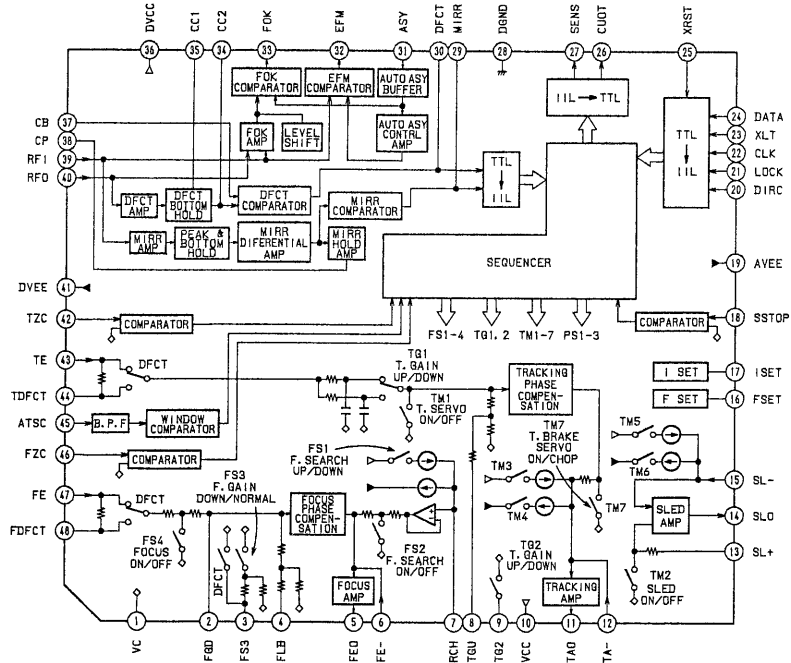 DVCC
CC1
CC2
FOK
EFM
ASY
DFCT
MIRR
DGND
SENS
CUOT
XRST
36
35
34
33
32
31
30
29
28
27
26
25
FOK
COMPARATOR
EFM
COMPARATOR
AUTO ASY
BUFFER
IIL → TTL
CB 37
CP 38
RFI 39
RFO 40
FOK
AMP
LEVEL
SHIFT
AUTO ASY
CONTRL
AMP
TTL
↓
IIL
TTL
↓
IIL
24 DATA
23 XLT
22 CLK
21 LOCK
20 DIRC
DFCT
AMP
DFCT
BOTTOM
HOLD
DFCT
COMPARATOR
MIRR
COMPARATOR
MIRR
AMP
PEAK &
BOTTOM
HOLD
MIRR
DIFERENTIAL
AMP
MIRR
HOLD
AMP
SEQUENCER
19 AVEE
DVEE 41
TZC 42
COMPARATOR
FS1-4
TG1, 2
TM1-7
PS1-3
COMPARATOR
18 SSTOP
TE 43
DFCT
TDFCT 44
TG1
T. GAIN
UP/DOWN
TM1
T. SERVO
ON/OFF
TRACKING
PHASE
COMPEN-
SATION
I SET
17 ISET
F SET
16 FSET
ATSC 45
B.P.F
WINDOW
COMPARATOR
FZC 46
COMPARATOR
FS1
F. SEARCH
UP/DOWN
TM7
T. BRAKE
SERVO
ON/CHOP
TM5
TM6
FS3
F. GAIN
DOWN/NORMAL
TM3
TM4
TM7
15 SL-
FE 47
DFCT
FDFCT 48
FS4 FOCUS
ON/OFF
DFCT
FOCUS
PHASE
COMPEN-
SATION
FS2
F. SEARCH
ON/OFF
TG2
T. GAIN
UP/DOWN
SLED
AMP
14 SLO
13 SL+
TM2
SLED
ON/OFF
FOCUS
AMP
TRACKING
AMP
1
2
3
4
5
6
7
8
9
10
11
12
VC
FGD
FS3
FLB
FEO
FE-
RCH
TGU
TG2
VCC
TAO
TA-